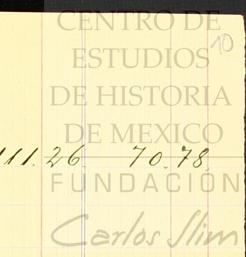 CENTRO DE
10
ESTUDIOS
DE HISTORIA
DE MEXICO
111.26 70.78
FUNDACIÓN
Carlos Slim